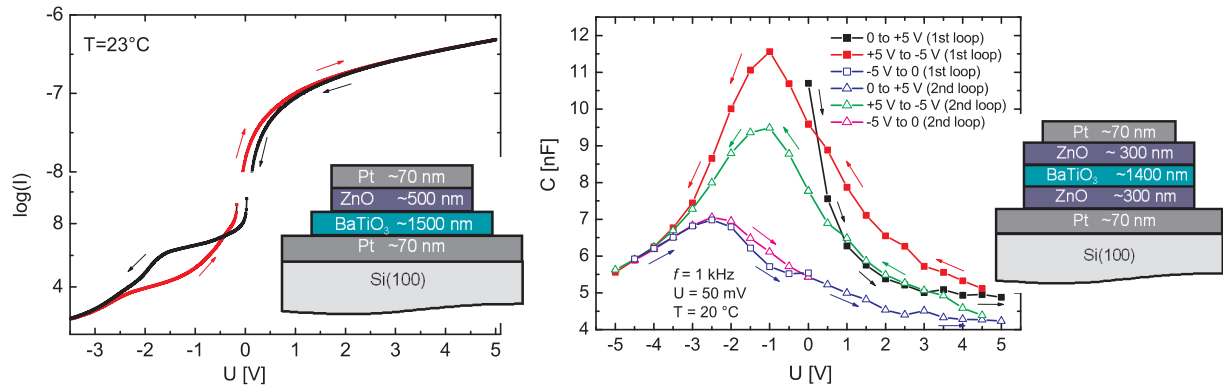 -6
-7
-8
8
4
log(I)
T=23°C
Pt ~70 nm
ZnO ~500 nm
BaTiO₃ ~1500 nm
Pt ~70 nm
Si(100)
-3 -2 -1 0 1 2 3 4 5
U [V]
12
11
10
9
8
7
6
5
4
C [nF]
0 to +5 V (1st loop)
+5 V to -5 V (1st loop)
-5 V to 0 (1st loop)
0 to +5 V (2nd loop)
+5 V to -5 V (2nd loop)
-5 V to 0 (2nd loop)
f = 1 kHz
U = 50 mV
T = 20 °C
-5 -4 -3 -2 -1 0 1 2 3 4 5
U [V]
Pt ~70 nm
ZnO ~ 300 nm
BaTiO₃ ~1400 nm
ZnO ~ 300 nm
Pt ~70 nm
Si(100)